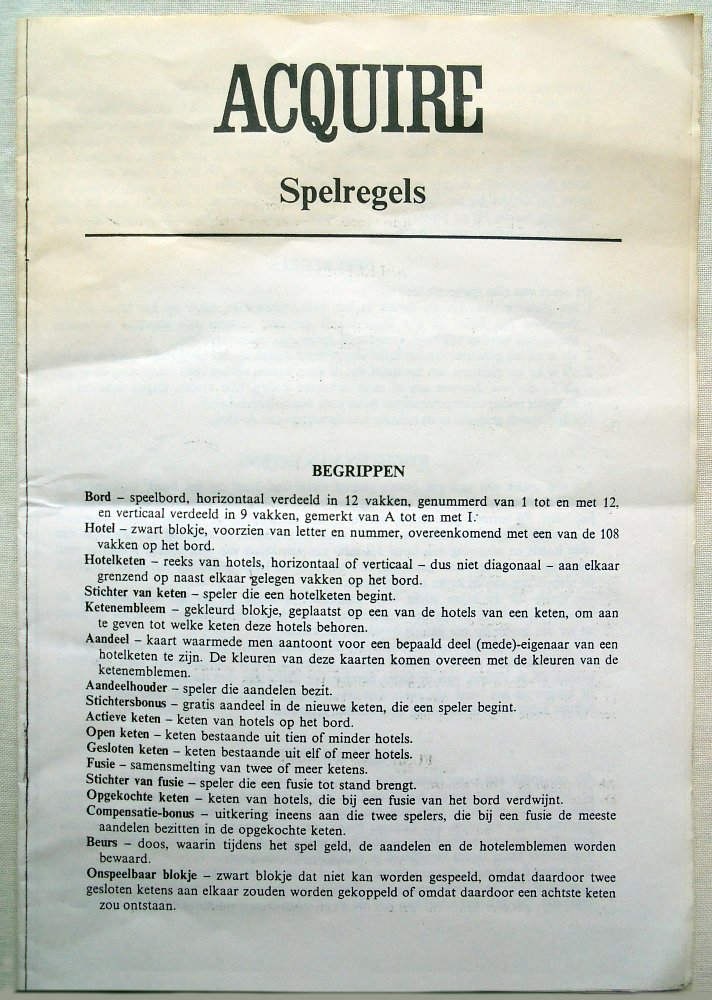 ACQUIRE
Spelregels
BEGRIPPEN
Bord – speelbord, horizontaal verdeeld in 12 vakken, genummerd van 1 tot en met 12,
en verticaal verdeeld in 9 vakken, gemerkt van A tot en met I.
Hotel – zwart blokje, voorzien van letter en nummer, overeenkomend met een van de 108
vakken op het bord.
Hotelketen – reeks van hotels, horizontaal of verticaal – dus niet diagonaal – aan elkaar
grenzend op naast elkaar gelegen vakken op het bord.
Stichter van keten – speler die een hotelketen begint.
Ketenembleem – gekleurd blokje, geplaatst op een van de hotels van een keten, om aan
te geven tot welke keten deze hotels behoren.
Aandeel – kaart waarmede men aantoont voor een bepaald deel (mede)-eigenaar van een
hotelketen te zijn. De kleuren van deze kaarten komen overeen met de kleuren van de
ketenemblemen.
Aandeelhouder – speler die aandelen bezit.
Stichtersbonus – gratis aandeel in de nieuwe keten, die een speler begint.
Actieve keten – keten van hotels op het bord.
Open keten – keten bestaande uit tien of minder hotels.
Gesloten keten – keten bestaande uit elf of meer hotels.
Fusie – samensmelting van twee of meer ketens.
Stichter van fusie – speler die een fusie tot stand brengt.
Opgekochte keten – keten van hotels, die bij een fusie van het bord verdwijnt.
Compensatie-bonus – uitkering ineens aan die twee spelers, die bij een fusie de meeste
aandelen bezitten in de opgekochte keten.
Beurs – doos, waarin tijdens het spel geld, de aandelen en de hotelemblemen worden
bewaard.
Onspeelbaar blokje – zwart blokje dat niet kan worden gespeeld, omdat daardoor twee
gesloten ketens aan elkaar zouden worden gekoppeld of omdat daardoor een achtste keten
zou ontstaan.